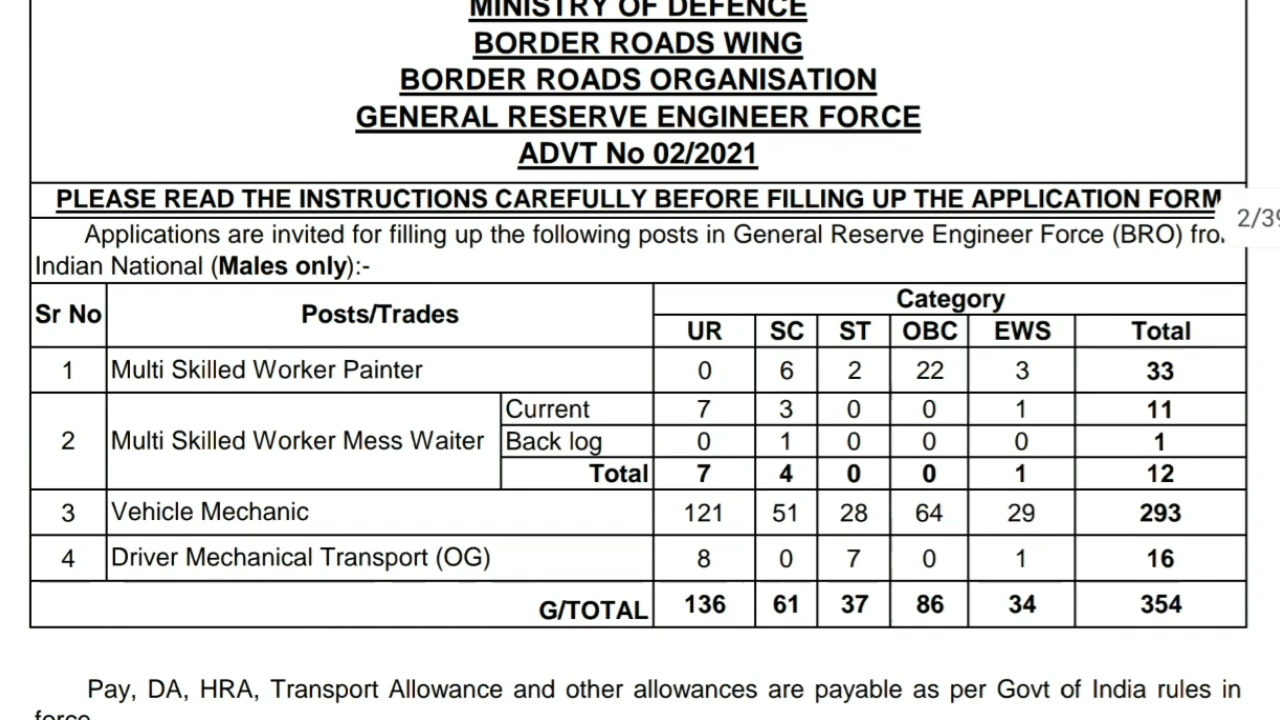 MINISTRY OF DEFENCE
BORDER ROADS WING
BORDER ROADS ORGANISATION
GENERAL RESERVE ENGINEER FORCE
ADVT No 02/2021
PLEASE READ THE INSTRUCTIONS CAREFULLY BEFORE FILLING UP THE APPLICATION FORM
2/39
Applications are invited for filling up the following posts in General Reserve Engineer Force (BRO) from
Indian National (Males only):-
Sr No Posts/Trades Category
UR SC ST OBC EWS Total
1 Multi Skilled Worker Painter 0 6 2 22 3 33
2 Multi Skilled Worker Mess Waiter Current 7 3 0 0 1 11
Back log 0 1 0 0 0 1
Total 7 4 0 0 1 12
3 Vehicle Mechanic 121 51 28 64 29 293
4 Driver Mechanical Transport (OG) 8 0 7 0 1 16
G/TOTAL 136 61 37 86 34 354
Pay, DA, HRA, Transport Allowance and other allowances are payable as per Govt of India rules in
force